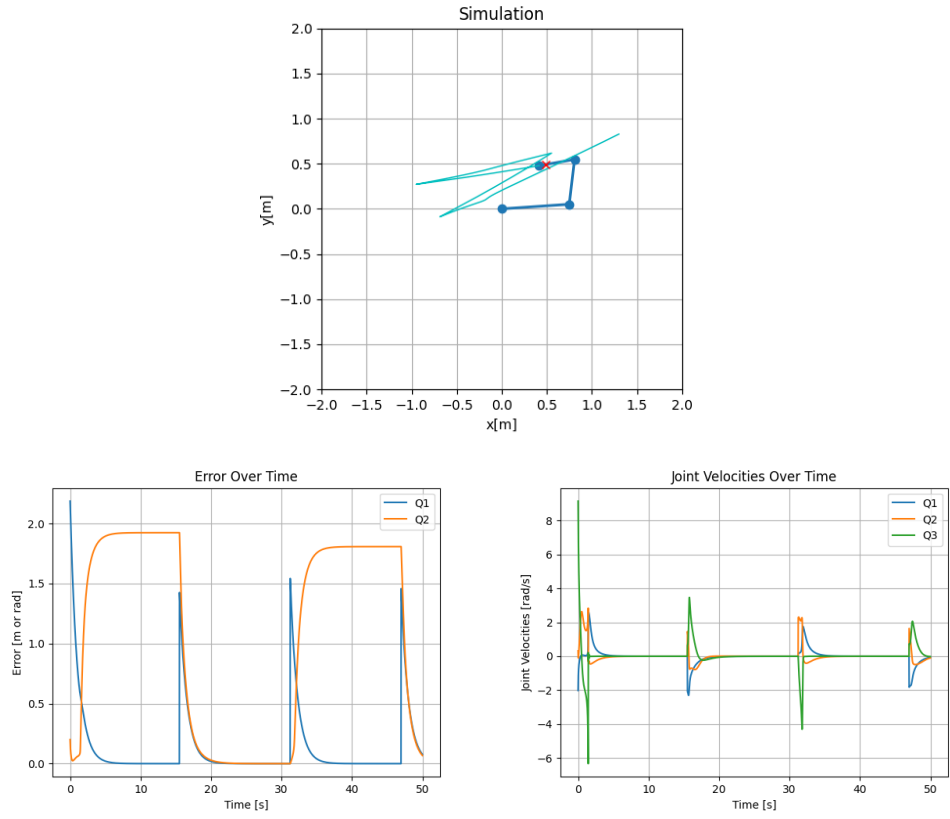 Simulation
2.0
1.5
1.0
0.5
0.0
−0.5
−1.0
−1.5
−2.0
y[m]
−2.0 −1.5 −1.0 −0.5 0.0 0.5 1.0 1.5 2.0
x[m]
Error Over Time
Q1
Q2
2.0
1.5
1.0
0.5
0.0
Error [m or rad]
0 10 20 30 40 50
Time [s]
Joint Velocities Over Time
Q1
Q2
Q3
8
6
4
2
0
−2
−4
−6
Joint Velocities [rad/s]
0 10 20 30 40 50
Time [s]